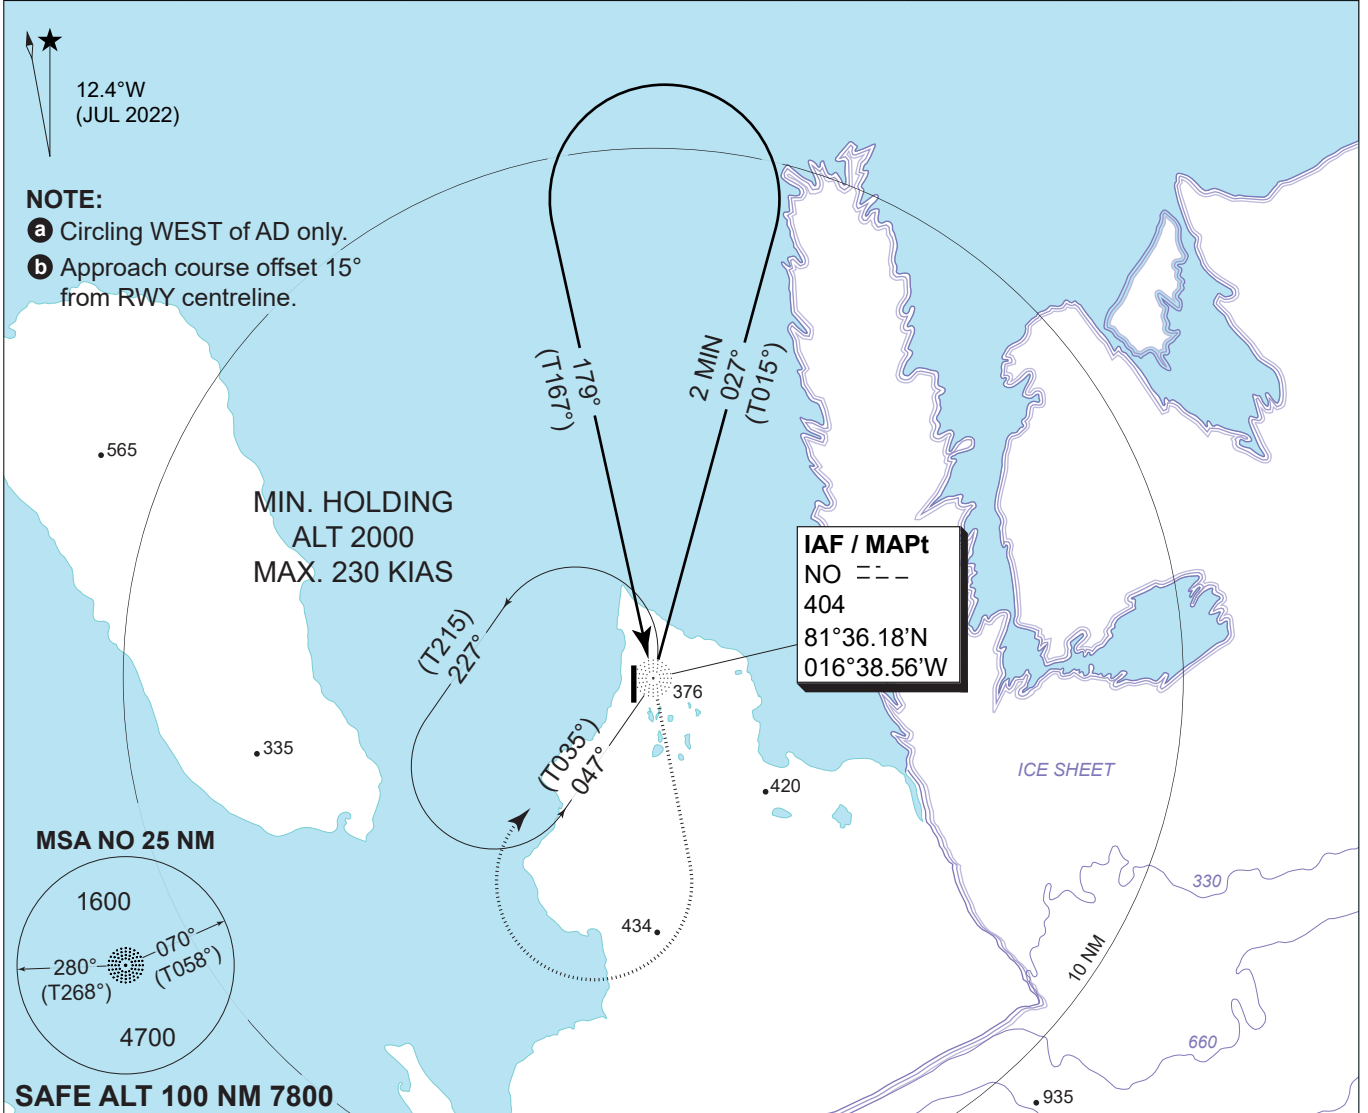 12.4°W
(JUL 2022)
NOTE:
a Circling WEST of AD only.
b Approach course offset 15°
from RWY centreline.
179°
(T167°)
2 MIN
027°
(T015°)
565
MIN. HOLDING
ALT 2000
MAX. 230 KIAS
IAF / MAPt
NO
404
81°36.18'N
016°38.56'W
(T215)
227°
376
(T035°)
047°
335
420
ICE SHEET
MSA NO 25 NM
1600
070°
(T058°)
280°
(T268°)
4700
434
330
10 NM
660
935
SAFE ALT 100 NM 7800